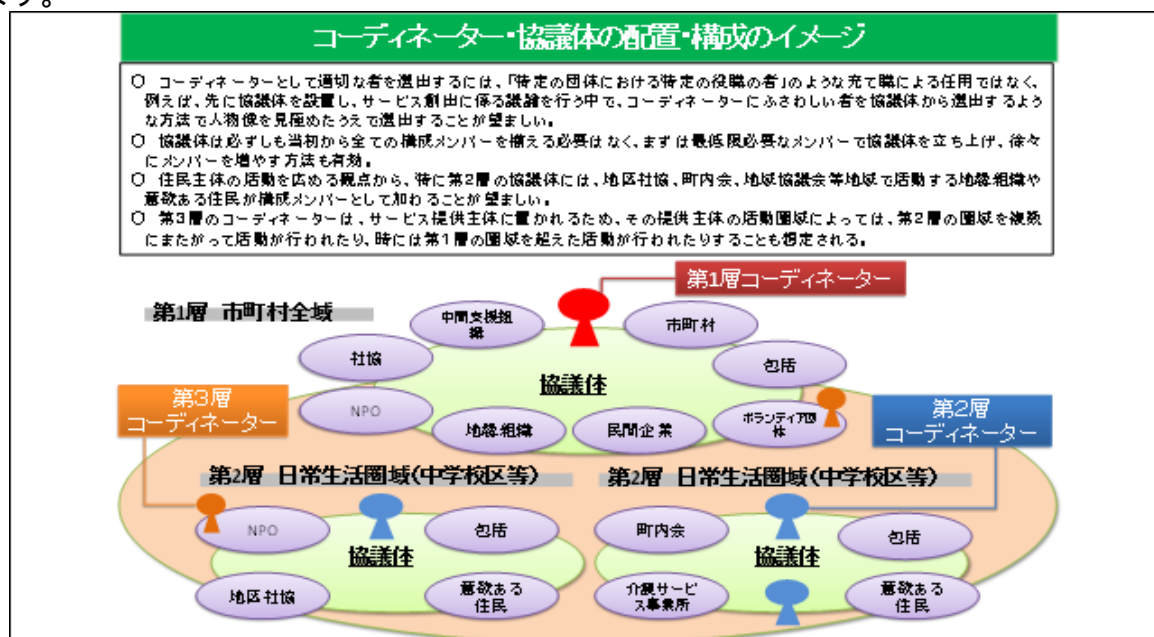 ます。
コーディネーター・協議体の配置・構成のイメージ
○ コーディネーターとして適切な者を選出するには、「特定の団体における特定の役職の者」のような充て職による任用ではなく、
例えば、先に協議体を設置し、サービス創出に係る議論を行う中で、コーディネーターにふさわしい者を協議体から選出するよう
な方法で人物像を見極めたうえで選出することが望ましい。
○ 協議体は必ずしも当初から全ての構成メンバーを揃える必要はなく、まずは最低限必要なメンバーで協議体を立ち上げ、徐々
にメンバーを増やす方法も有効。
○ 住民主体の活動を広める観点から、特に第2層の協議体には、地区社協、町内会、地域協議会等地域で活動する地縁組織や
意欲ある住民が構成メンバーとして加わることが望ましい。
○ 第3層のコーディネーターは、サービス提供主体に置かれるため、その提供主体の活動圏域によっては、第2層の圏域を複数
にまたがって活動が行われたり、時には第1層の圏域を超えた活動が行われたりすることも想定される。
第1層コーディネーター
第1層 市町村全域
中間支援組
織
市町村
社協
包括
協議体
NPO
地縁組織
民間企業
ボランティア団
体
第3層
コーディネーター
第2層
コーディネーター
第2層 日常生活圏域(中学校区等)
第2層 日常生活圏域(中学校区等)
NPO
包括
協議体
地区社協
意欲ある
住民
町内会
包括
協議体
介護サービ
ス事業所
意欲ある
住民